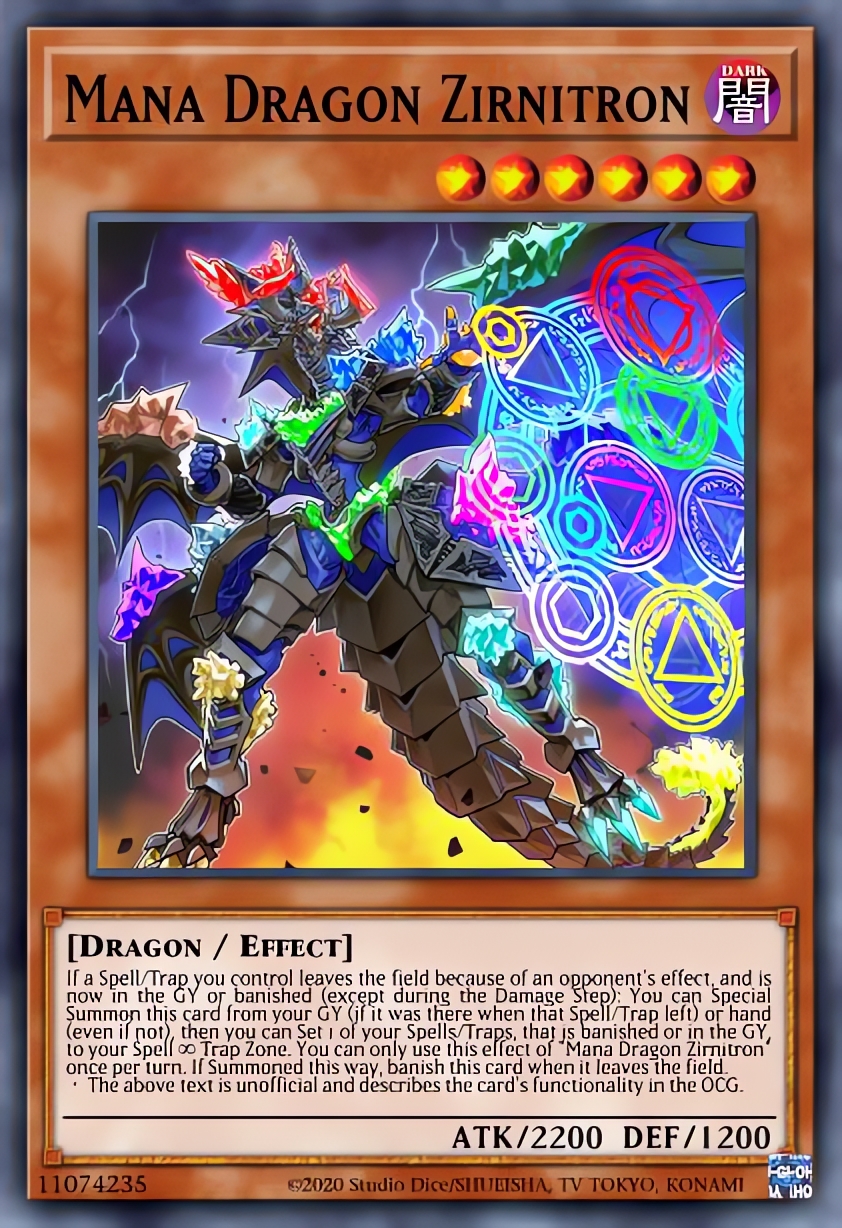 MANA DRAGON ZIRNITRON
DARK
闇
[DRAGON / EFFECT]
If a Spell/Trap you control leaves the field because of an opponent's effect, and is
now in the GY or banished (except during the Damage Step): You can Special
Summon this card from your GY (if it was there when that Spell/Trap left) or hand
(even if not), then you can Set 1 of your Spells/Traps, that is banished or in the GY,
to your Spell ∞ Trap Zone. You can only use this effect of "Mana Dragon Zirnitron"
once per turn. If Summoned this way, banish this card when it leaves the field.
· The above text is unofficial and describes the card's functionality in the OCG.
ATK/2200 DEF/1200
11074235
©2020 Studio Dice/SHUEISHA, TV TOKYO, KONAMI